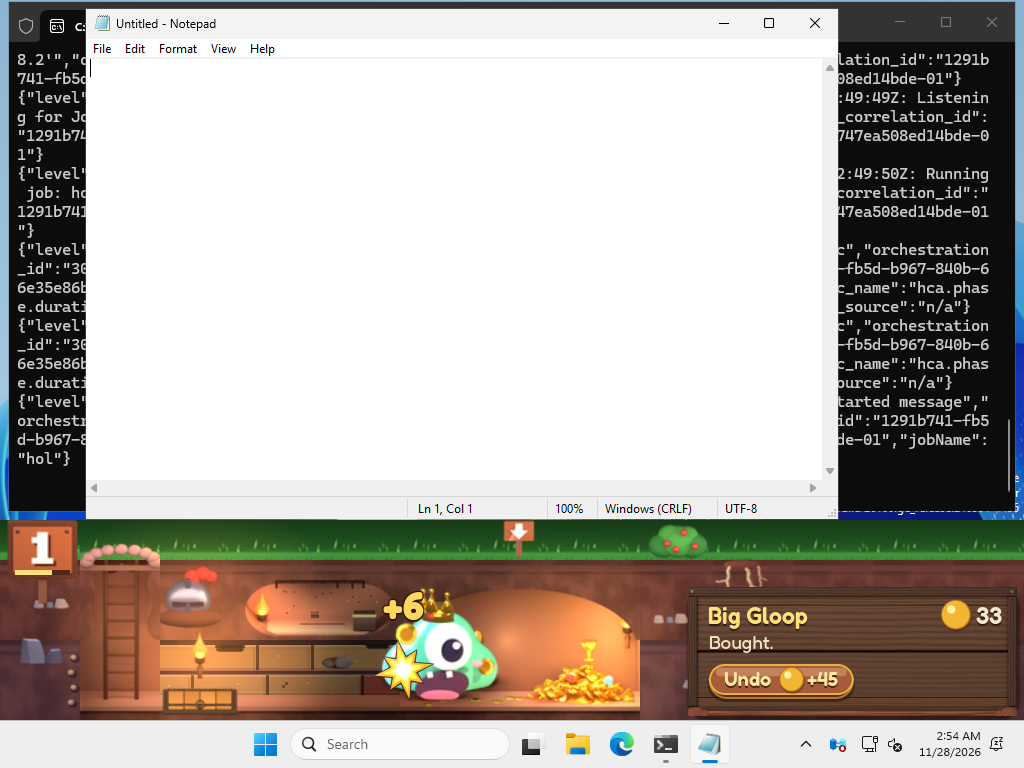 Untitled - Notepad
File Edit Format View Help
8.2'","
lation_id":"1291b
741-fb5d
08ed14bde-01"}
{"level"
:49:49Z: Listenin
g for Jo
_correlation_id":
"1291b74
747ea508ed14bde-0
1"}
{"level"
2:49:50Z: Running
job: ho
correlation_id":"
1291b741
47ea508ed14bde-01
"}
{"level"
c","orchestration
_id":"30
-fb5d-b967-840b-6
6e35e86b
c_name":"hca.phas
e.durati
_source":"n/a"}
{"level"
c","orchestration
_id":"30
-fb5d-b967-840b-6
6e35e86b
c_name":"hca.phas
e.durati
ource":"n/a"}
{"level"
tarted message","
orchestr
id":"1291b741-fb5
d-b967-8
de-01","jobName":
"hol"}
Ln 1, Col 1 100% Windows (CRLF) UTF-8
1
+6
Big Gloop 33
Bought.
Undo +45
Search
2:54 AM
11/28/2026